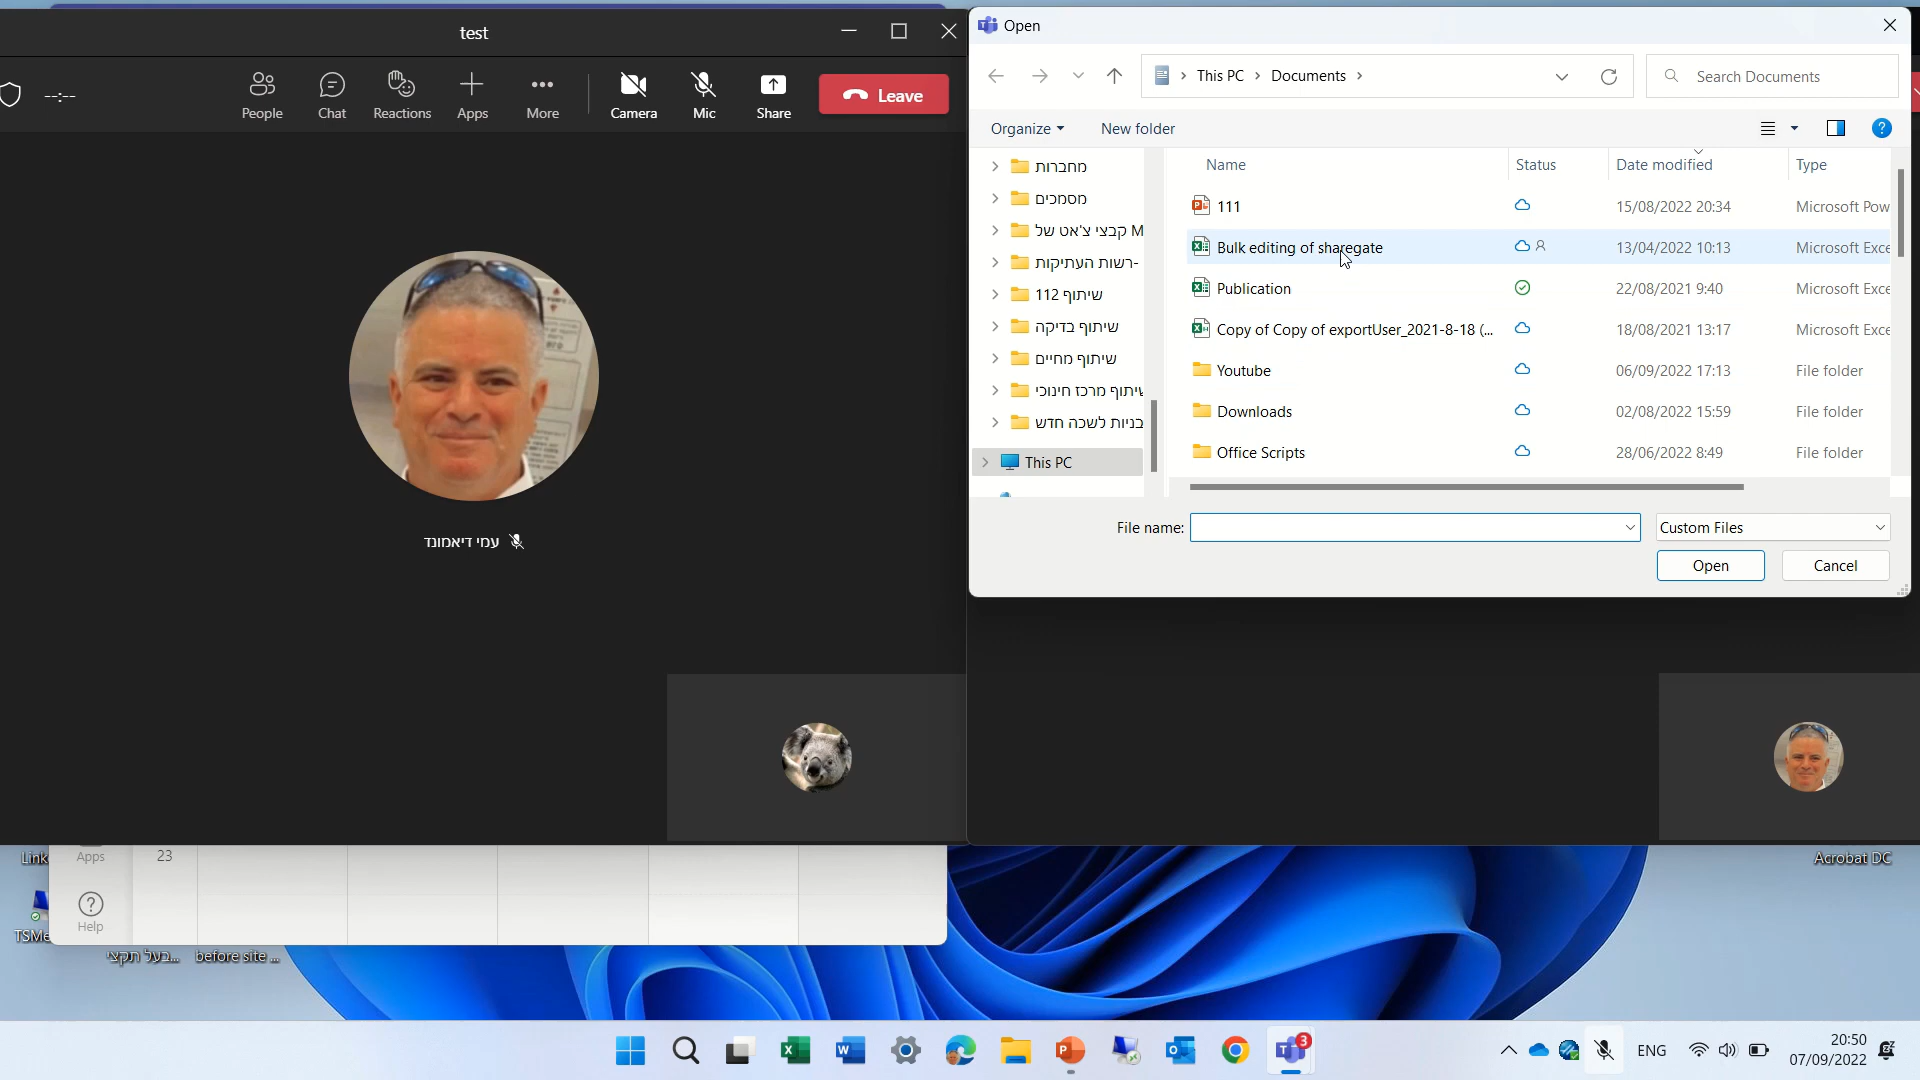 test
--:--
People
Chat
Reactions
Apps
More
Camera
Mic
Share
Leave
עמי דיאמונד
Open
This PC
Documents
Search Documents
Organize
New folder
Name
Status
Date modified
Type
מחברות
מסמכים
קבצי צ'אט של M
רשות העתיקות-
שיתוף 112
שיתוף בדיקה
שיתוף מחיים
שיתוף מרכז חינוכי
בניות לשכה חדש
This PC
111
15/08/2022 20:34
Microsoft Pow
Bulk editing of sharegate
13/04/2022 10:13
Microsoft Exce
Publication
22/08/2021 9:40
Microsoft Exce
Copy of Copy of exportUser_2021-8-18 (...
18/08/2021 13:17
Microsoft Exce
Youtube
06/09/2022 17:13
File folder
Downloads
02/08/2022 15:59
File folder
Office Scripts
28/06/2022 8:49
File folder
File name:
Custom Files
Open
Cancel
Link
Apps
23
Help
TSMe
בעל תקצי...
before site ...
Acrobat DC
3
ENG
20:50
07/09/2022